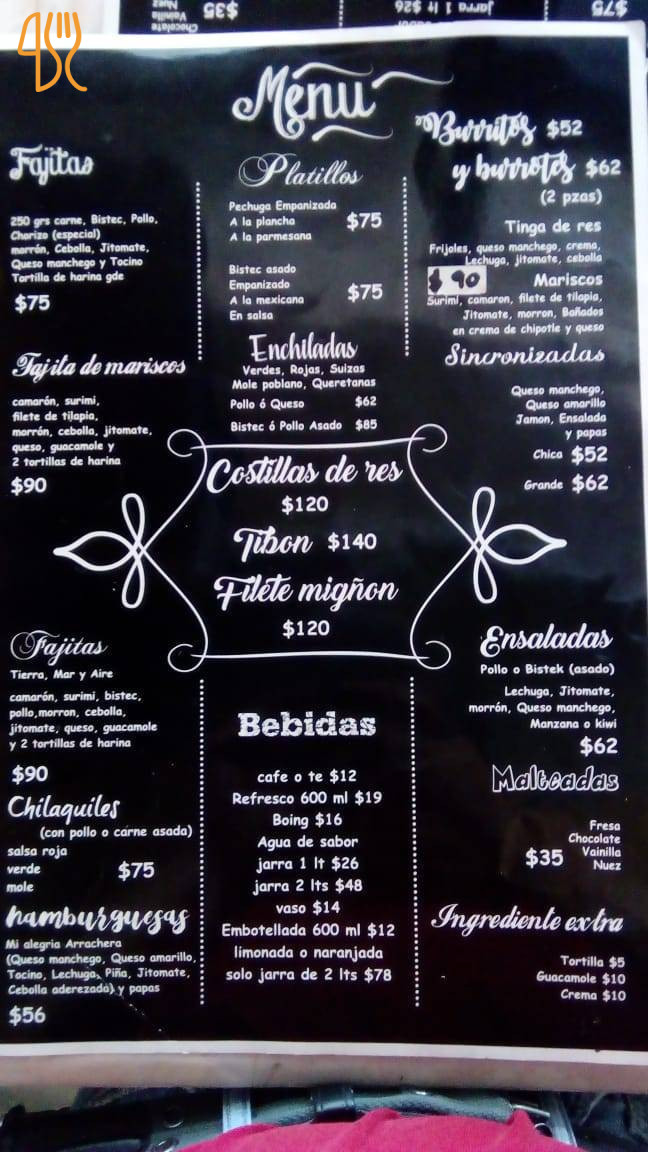 Chocolate
Vainilla
Nuez
$35
Jarra 1 lt $26
$75
Menu
Fajitas
250 grs carne, Bistec, Pollo,
Chorizo (especial)
morrón, Cebolla, Jitomate,
Queso manchego y Tocino
Tortilla de harina gde
$75
Fajita de mariscos
camarón, surimi,
filete de tilapia,
morrón, cebolla, jitomate,
queso, guacamole y
2 tortillas de harina
$90
Fajitas
Tierra, Mar y Aire
camarón, surimi, bistec,
pollo,morron, cebolla,
jitomate, queso, guacamole
y 2 tortillas de harina
$90
Chilaquiles
(con pollo o carne asada)
salsa roja
verde $75
mole
hamburguesas
Mi alegria Arrachera
(Queso manchego, Queso amarillo,
Tocino, Lechuga, Piña, Jitomate,
Cebolla aderezada) y papas
$56
Platillos
Pechuga Empanizada
A la plancha $75
A la parmesana
Bistec asado
Empanizado
A la mexicana $75
En salsa
Enchiladas
Verdes, Rojas, Suizas
Mole poblano, Queretanas
Pollo ó Queso $62
Bistec ó Pollo Asado $85
Costillas de res
$120
Tibon $140
Filete migñon
$120
Bebidas
cafe o te $12
Refresco 600 ml $19
Boing $16
Agua de sabor
jarra 1 lt $26
jarra 2 lts $48
vaso $14
Embotellada 600 ml $12
limonada o naranjada
solo jarra de 2 lts $78
Burritos $52
y burrotes $62
(2 pzas)
Tinga de res
Frijoles, queso manchego, crema,
Lechuga, jitomate, cebolla
$90 Mariscos
Surimi, camaron, filete de tilapia,
Jitomate, morron, Bañados
en crema de chipotle y queso
Sincronizadas
Queso manchego,
Queso amarillo
Jamon, Ensalada
y papas
Chica $52
Grande $62
Ensaladas
Pollo o Bistek (asado)
Lechuga, Jitomate,
morrón, Queso manchego,
Manzana o kiwi
$62
Malteadas
Fresa
Chocolate
$35 Vainilla
Nuez
Ingrediente extra
Tortilla $5
Guacamole $10
Crema $10